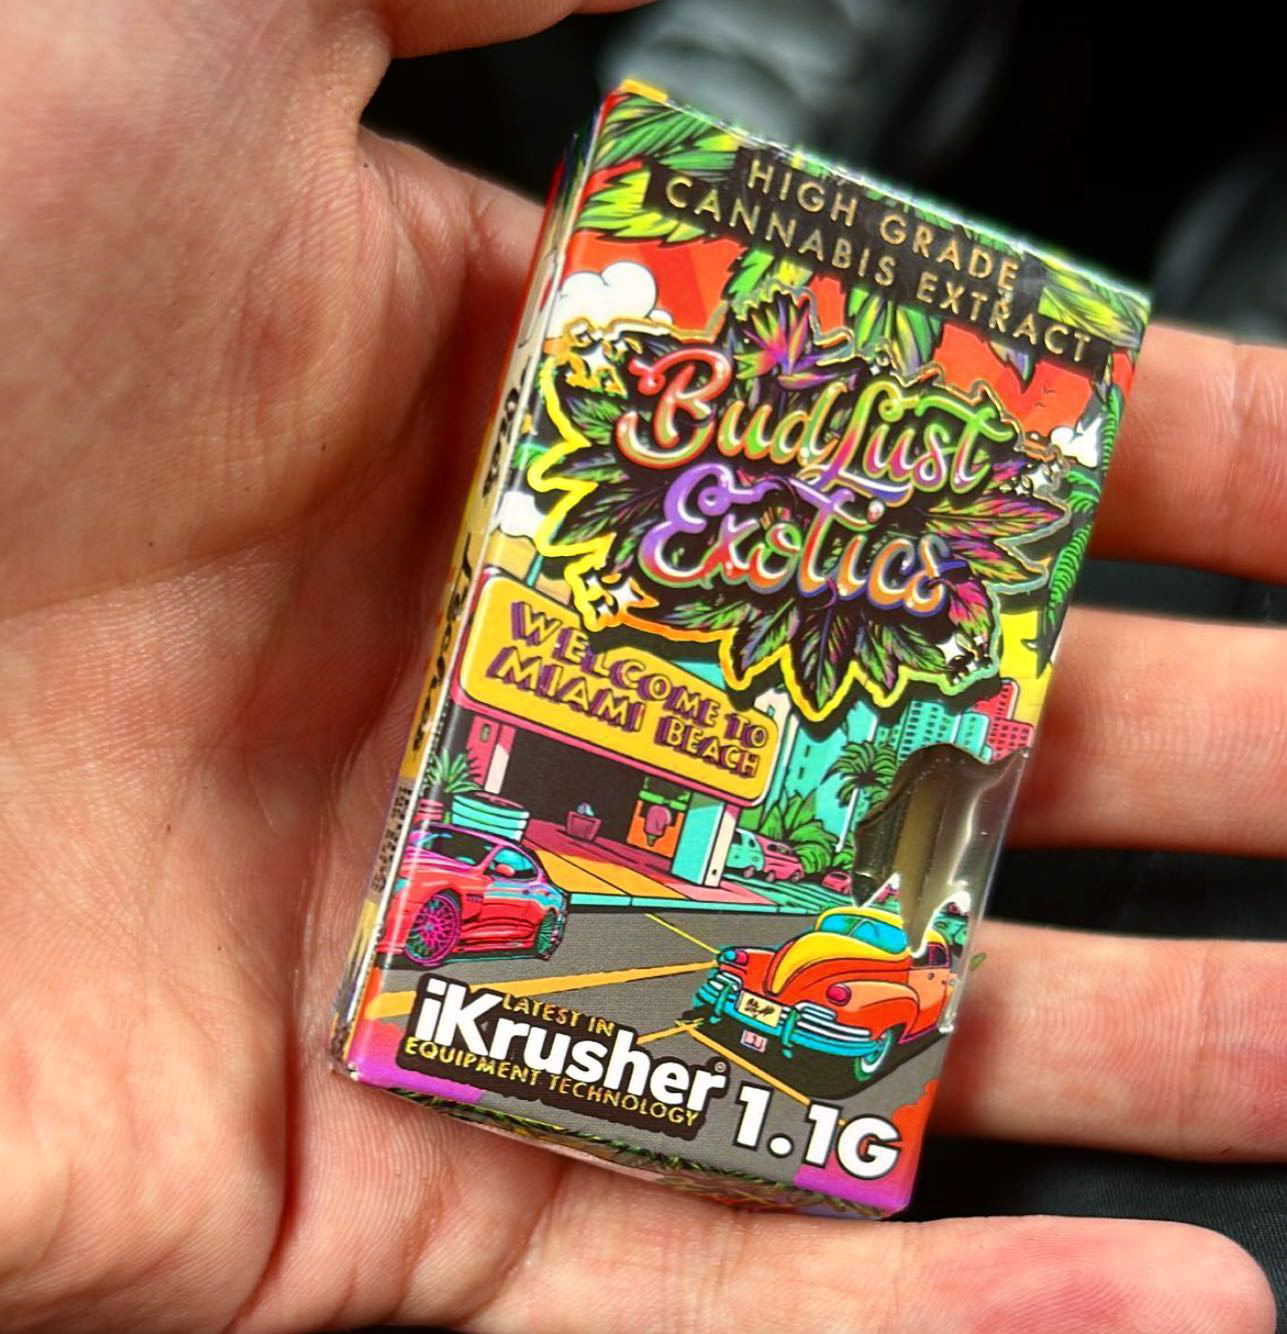 HIGH GRADE
CANNABIS EXTRACT
BudLust
Exotics
WELCOME TO
MIAMI BEACH
LATEST IN
iKrusher®
EQUIPMENT TECHNOLOGY
1.1G